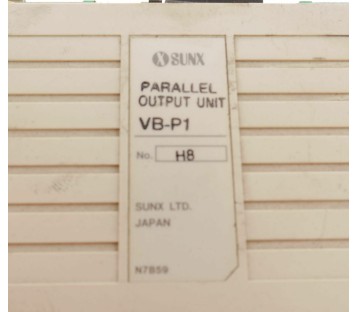 SUNX
PARALLEL
OUTPUT UNIT
VB-P1
No. H8
SUNX LTD.
JAPAN
N7859